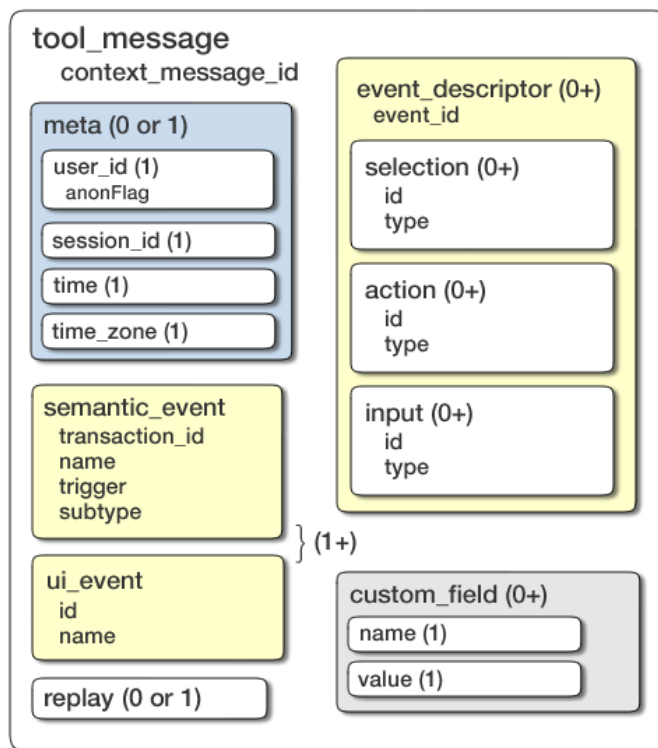 tool_message
context_message_id
meta (0 or 1)
user_id (1)
anonFlag
session_id (1)
time (1)
time_zone (1)
semantic_event
transaction_id
name
trigger
subtype
} (1+)
ui_event
id
name
replay (0 or 1)
event_descriptor (0+)
event_id
selection (0+)
id
type
action (0+)
id
type
input (0+)
id
type
custom_field (0+)
name (1)
value (1)